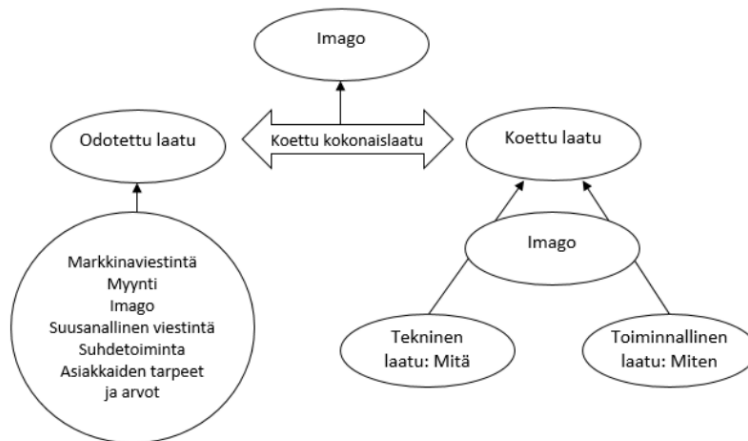 Imago
Odotettu laatu
Koettu kokonaislaatu
Koettu laatu
Markkinaviestintä
Myynti
Imago
Suusanallinen viestintä
Suhdetoiminta
Asiakkaiden tarpeet
ja arvot
Imago
Tekninen
laatu: Mitä
Toiminnallinen
laatu: Miten